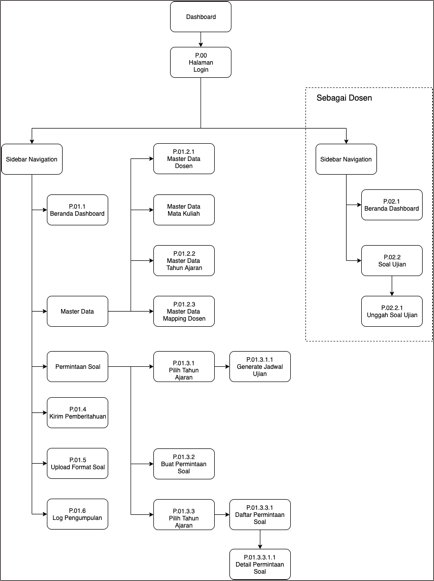 Dashboard
P.00
Halaman
Login
Sebagai Dosen
Sidebar Navigation
P.01.2.1
Master Data
Dosen
Sidebar Navigation
P.01.1
Beranda Dashboard
Master Data
Mata Kuliah
P.02.1
Beranda Dashboard
P.01.2.2
Master Data
Tahun Ajaran
P.02.2
Soal Ujian
Master Data
P.01.2.3
Master Data
Mapping Dosen
P.02.2.1
Unggah Soal Ujian
Permintaan Soal
P.01.3.1
Pilih Tahun
Ajaran
P.01.3.1.1
Generate Jadwal
Ujian
P.01.4
Kirim Pemberitahuan
P.01.5
Upload Format Soal
P.01.3.2
Buat Permintaan
Soal
P.01.6
Log Pengumpulan
P.01.3.3
Pilih Tahun
Ajaran
P.01.3.3.1
Daftar Permintaan
Soal
P.01.3.3.1.1
Detail Permintaan
Soal